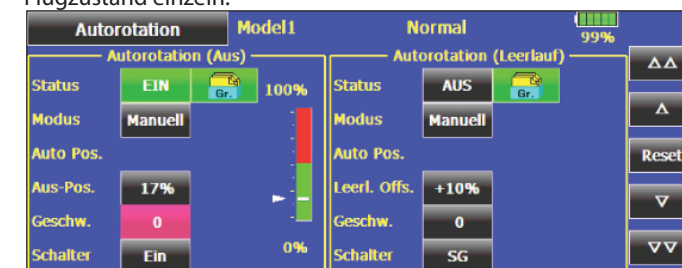 Flugzustand einzeln.
Autorotation Model1 Normal 99%
Autorotation (Aus) Autorotation (Leerlauf)
Status EIN Gr. 100% Status AUS Gr.
Modus Manuell Modus Manuell
Auto Pos. Auto Pos. Reset
Aus-Pos. 17% Leerl. Offs. +10%
Geschw. 0 Geschw. 0
Schalter Ein 0% Schalter SG